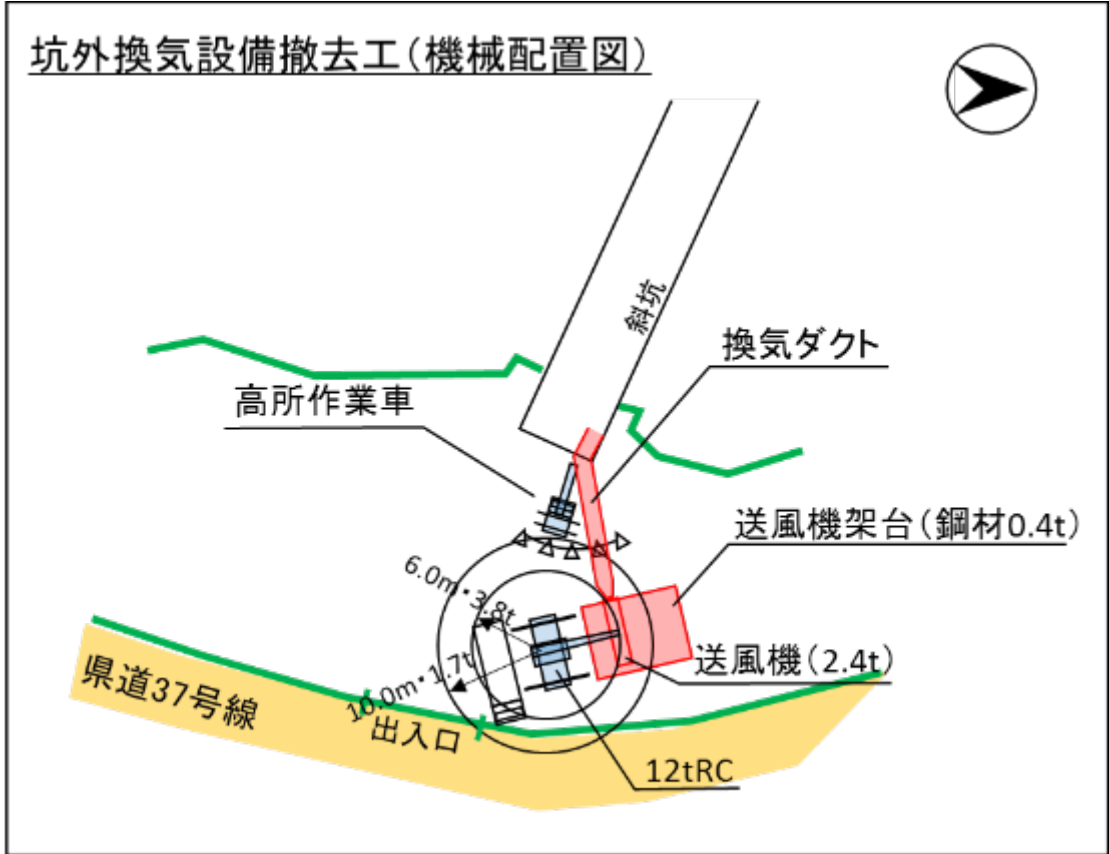 坑外換気設備撤去工(機械配置図)
斜坑
換気ダクト
高所作業車
送風機架台(鋼材0.4t)
6.0m・3.8t
送風機(2.4t)
10.0m・1.7t
県道37号線
出入口
12tRC